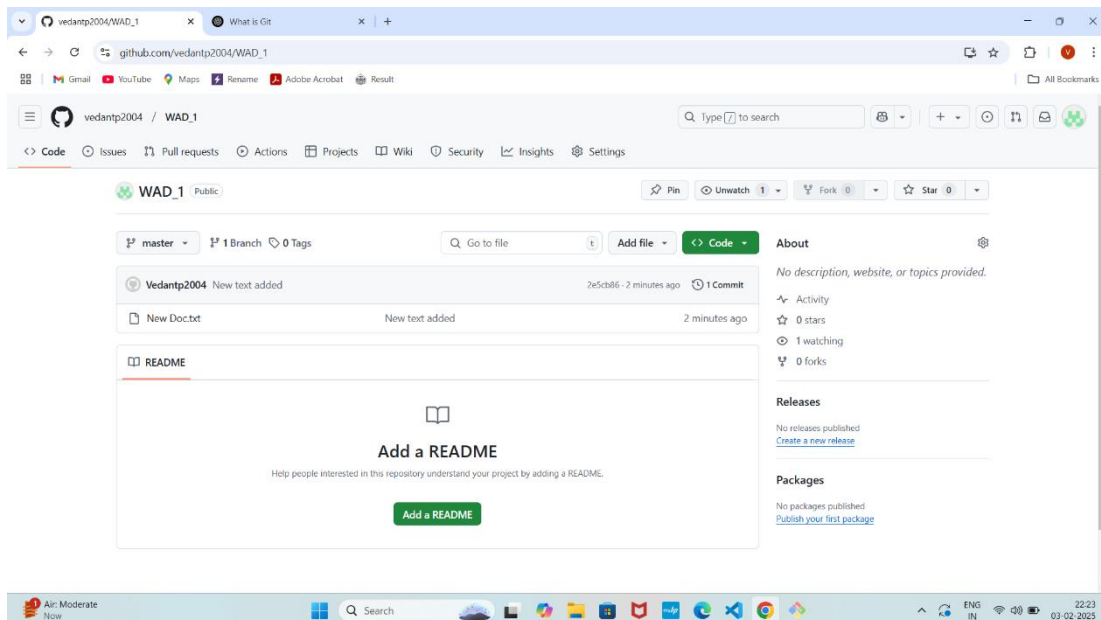 vedantp2004/WAD_1
What is Git
github.com/vedantp2004/WAD_1
Gmail YouTube Maps Rename Adobe Acrobat Result All Bookmarks
vedantp2004 / WAD_1 Type / to search
Code Issues Pull requests Actions Projects Wiki Security Insights Settings
WAD_1 Public Pin Unwatch 1 Fork 0 Star 0
master 1 Branch 0 Tags Go to file t Add file Code About
No description, website, or topics provided.
Vedantp2004 New text added 2e5cb86 · 2 minutes ago 1 Commit
Activity
New Doc.txt New text added 2 minutes ago 0 stars
1 watching
README 0 forks
Releases
No releases published
Create a new release
Add a README
Help people interested in this repository understand your project by adding a README.
Packages
No packages published
Add a README
Publish your first package
Air: Moderate
Now
Search
ENG
IN
22:23
03-02-2025